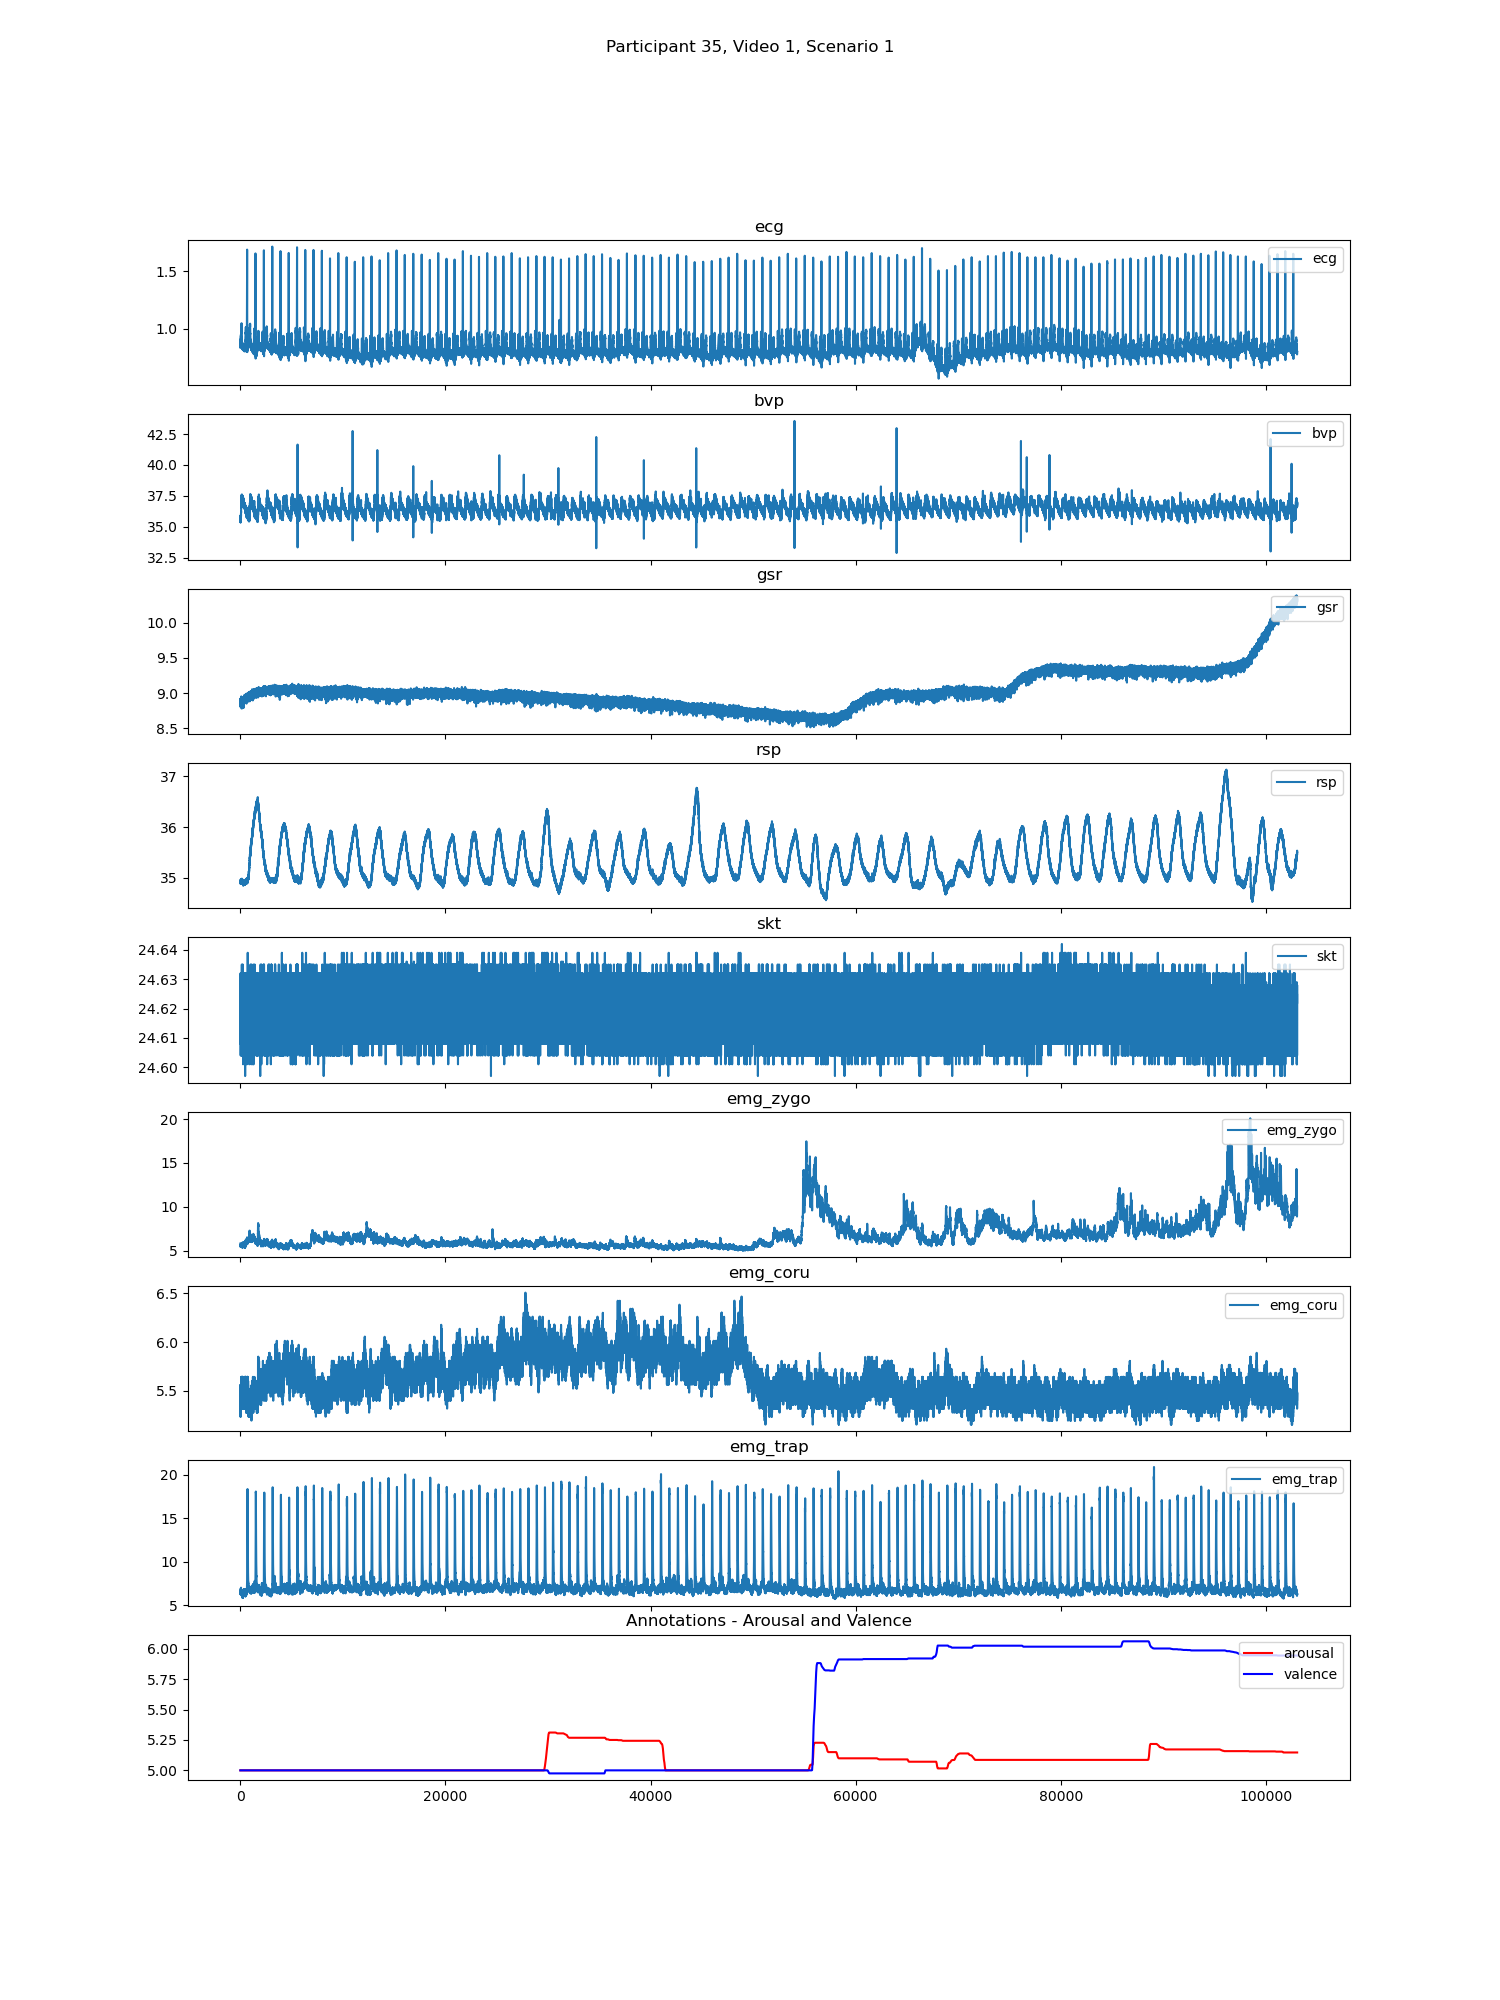 Participant 35, Video 1, Scenario 1
ecg
1.5
1.0
ecg
bvp
42.5
40.0
37.5
35.0
32.5
bvp
gsr
10.0
9.5
9.0
8.5
gsr
rsp
37
36
35
rsp
skt
24.64
24.63
24.62
24.61
24.60
skt
emg_zygo
20
15
10
5
emg_zygo
emg_coru
6.5
6.0
5.5
emg_coru
emg_trap
20
15
10
5
emg_trap
Annotations - Arousal and Valence
6.00
5.75
5.50
5.25
5.00
arousal
valence
0 20000 40000 60000 80000 100000